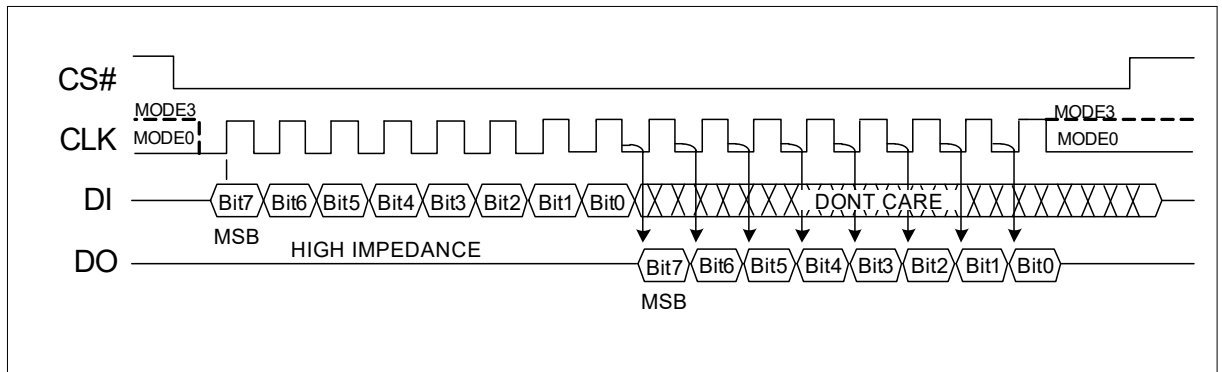 CS#
MODE3 MODE3
CLK MODE0 MODE0
DI Bit7 Bit6 Bit5 Bit4 Bit3 Bit2 Bit1 Bit0 DONT CARE
MSB HIGH IMPEDANCE
DO Bit7 Bit6 Bit5 Bit4 Bit3 Bit2 Bit1 Bit0
MSB